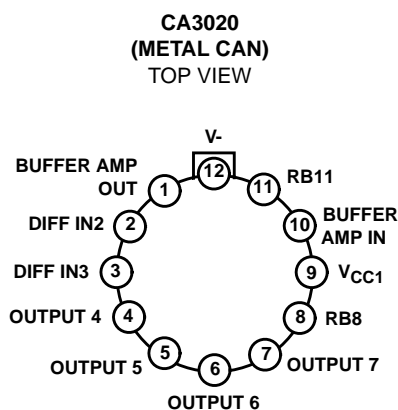 CA3020
(METAL CAN)
TOP VIEW
V-
BUFFER AMP
OUT
1
12
11
RB11
DIFF IN2
2
10
BUFFER
AMP IN
DIFF IN3
3
9
VCC1
OUTPUT 4
4
8
RB8
OUTPUT 5
5
6
7
OUTPUT 7
OUTPUT 6